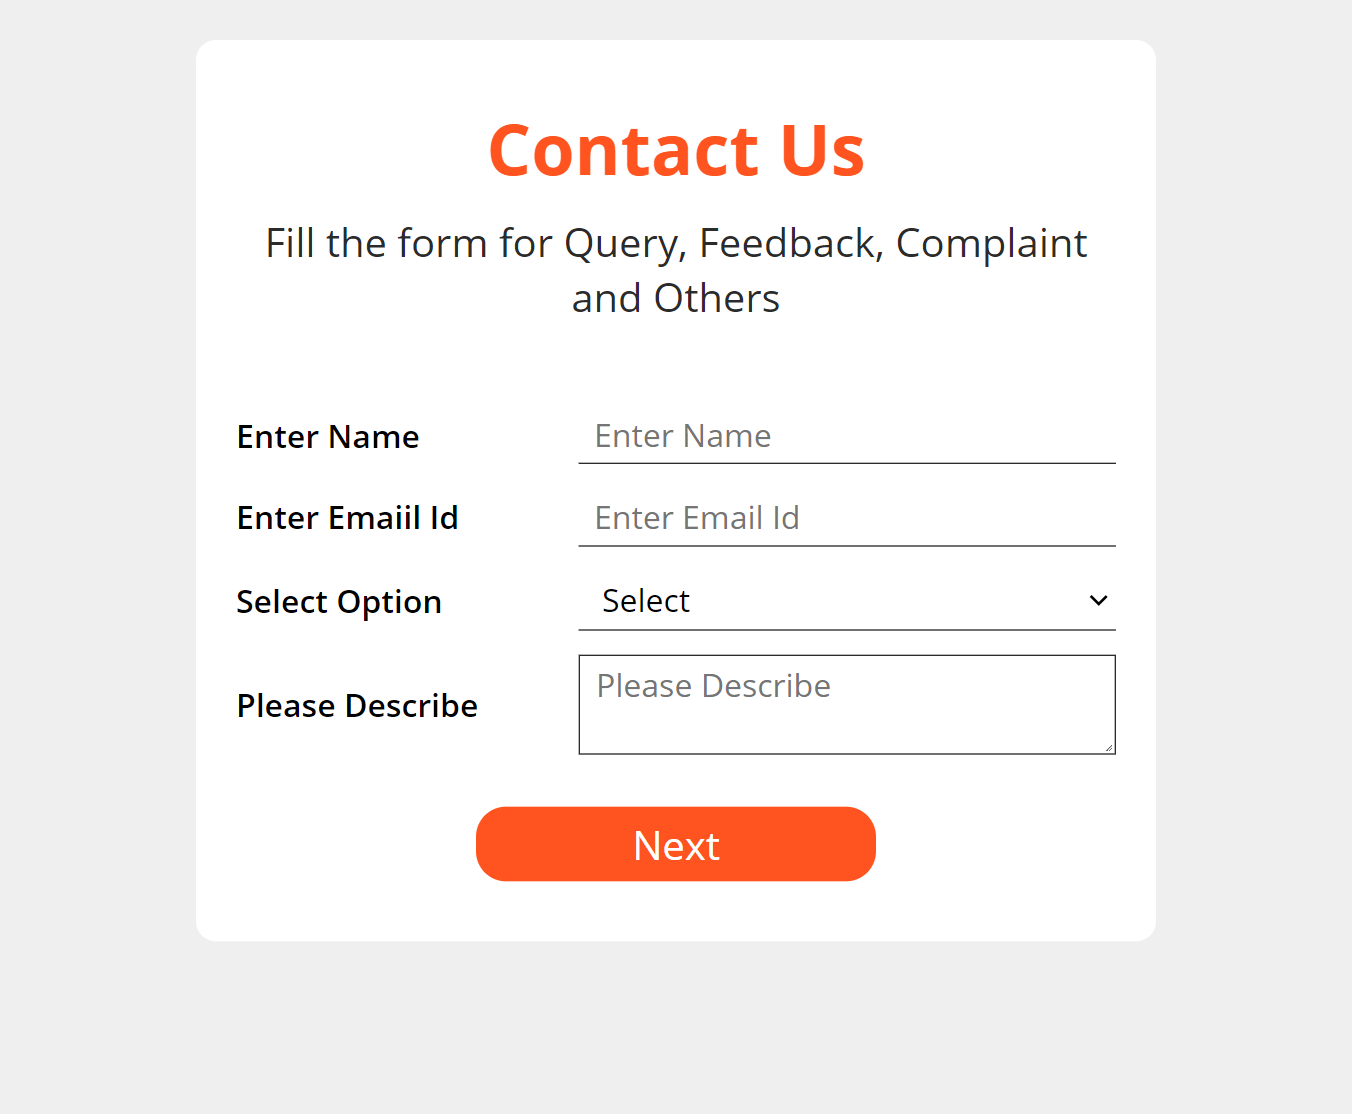 Contact Us
Fill the form for Query, Feedback, Complaint
and Others
Enter Name
Enter Name
Enter Emaiil Id
Enter Email Id
Select Option
Select
Please Describe
Please Describe
Next